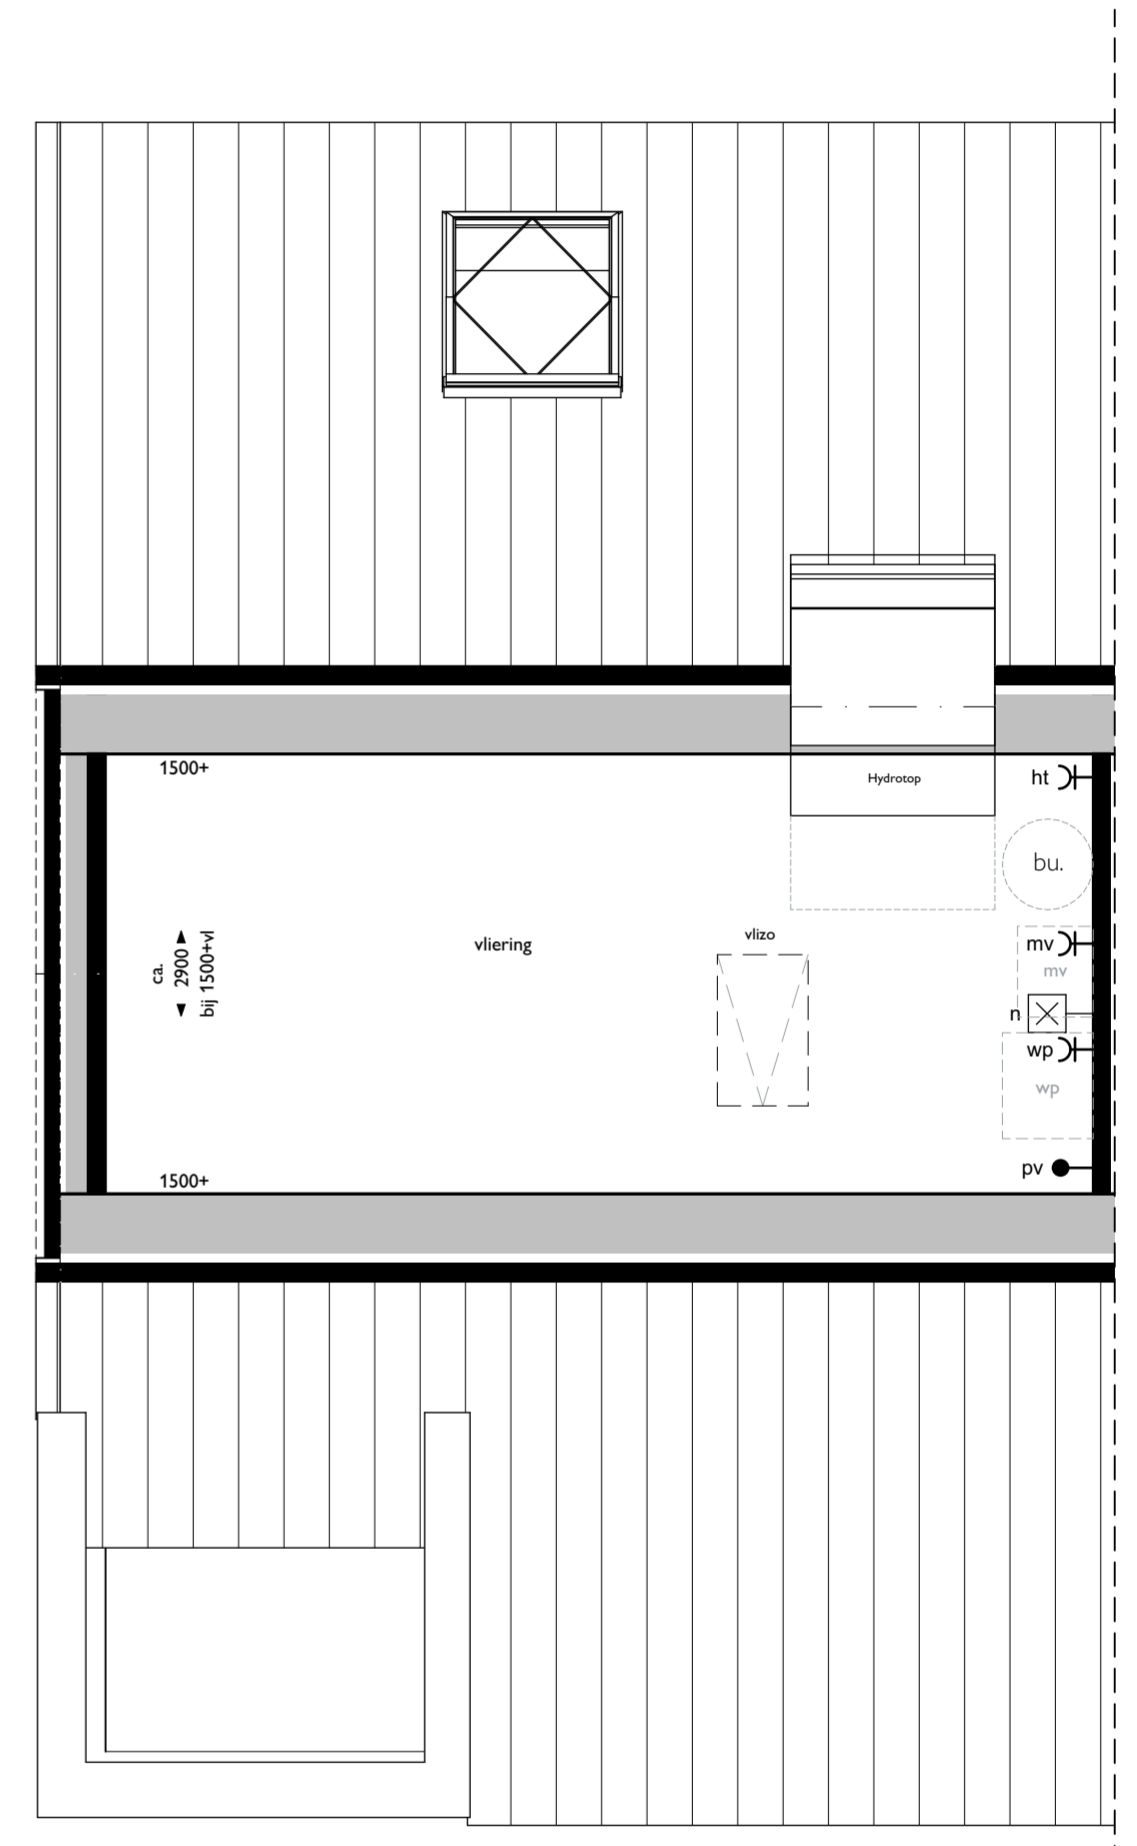 1500+
Hydrotop
ht
bu.
vlizo
vliering
ca.
2900
bij 1500+vl
mv
mv
n
wp
wp
pv
1500+